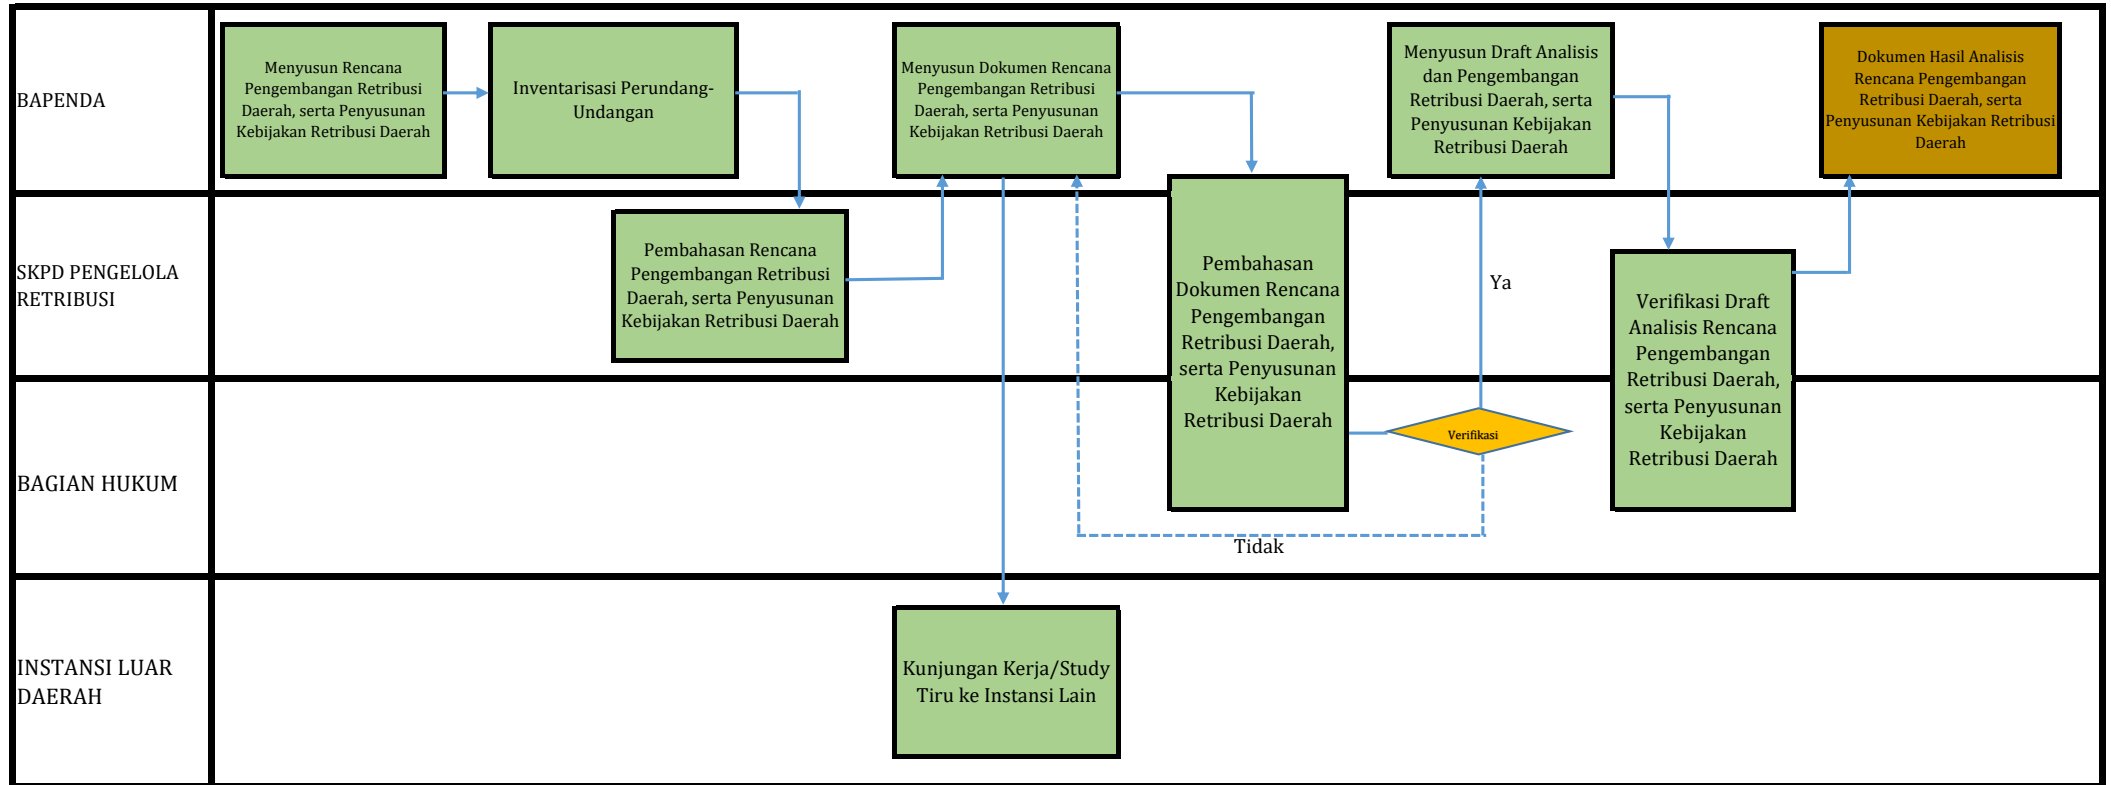 BAPENDA
Menyusun Rencana
Pengembangan Retribusi
Daerah, serta Penyusunan
Kebijakan Retribusi Daerah
Inventarisasi Perundang-
Undangan
Menyusun Dokumen Rencana
Pengembangan Retribusi
Daerah, serta Penyusunan
Kebijakan Retribusi Daerah
Menyusun Draft Analisis
dan Pengembangan
Retribusi Daerah, serta
Penyusunan Kebijakan
Retribusi Daerah
Dokumen Hasil Analisis
Rencana Pengembangan
Retribusi Daerah, serta
Penyusunan Kebijakan Retribusi
Daerah
SKPD PENGELOLA
RETRIBUSI
Pembahasan Rencana
Pengembangan Retribusi
Daerah, serta Penyusunan
Kebijakan Retribusi Daerah
Pembahasan
Dokumen Rencana
Pengembangan
Retribusi Daerah,
serta Penyusunan
Kebijakan
Retribusi Daerah
Ya
Verifikasi Draft
Analisis Rencana
Pengembangan
Retribusi Daerah,
serta Penyusunan
Kebijakan
Retribusi Daerah
BAGIAN HUKUM
Verifikasi
Tidak
INSTANSI LUAR
DAERAH
Kunjungan Kerja/Study
Tiru ke Instansi Lain